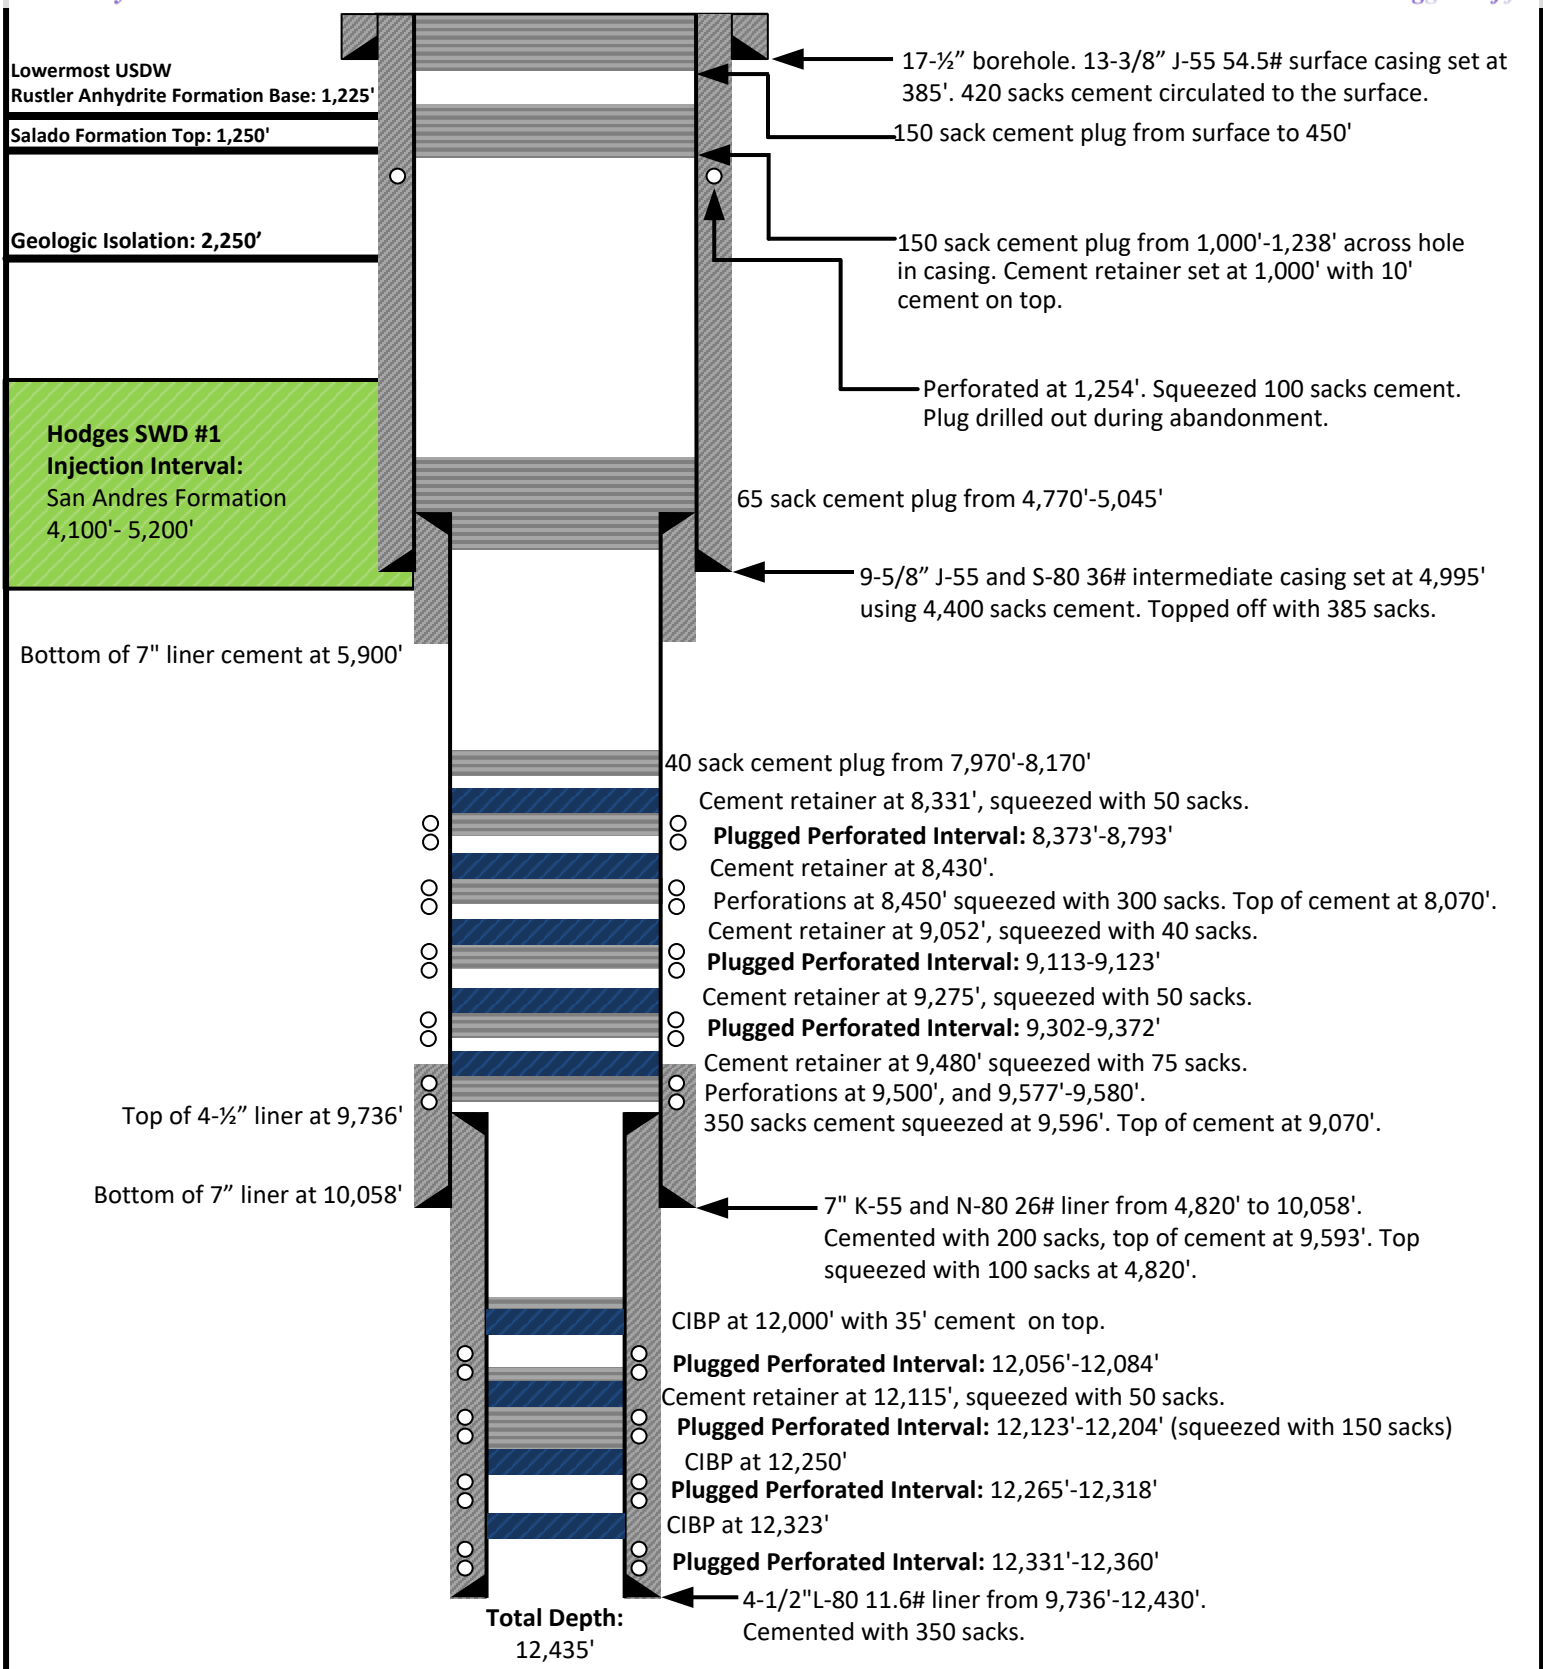 Lowermost USDW
Rustler Anhydrite Formation Base: 1,225'
Salado Formation Top: 1,250'
Geologic Isolation: 2,250’
Hodges SWD #1
Injection Interval:
San Andres Formation
4,100'- 5,200'
17-½” borehole. 13-3/8” J-55 54.5# surface casing set at
385'. 420 sacks cement circulated to the surface.
150 sack cement plug from surface to 450'
150 sack cement plug from 1,000'-1,238' across hole
in casing. Cement retainer set at 1,000' with 10'
cement on top.
Perforated at 1,254'. Squeezed 100 sacks cement.
Plug drilled out during abandonment.
65 sack cement plug from 4,770'-5,045'
9-5/8” J-55 and S-80 36# intermediate casing set at 4,995'
using 4,400 sacks cement. Topped off with 385 sacks.
Bottom of 7" liner cement at 5,900'
40 sack cement plug from 7,970'-8,170'
Cement retainer at 8,331', squeezed with 50 sacks.
Plugged Perforated Interval: 8,373'-8,793'
Cement retainer at 8,430'.
Perforations at 8,450' squeezed with 300 sacks. Top of cement at 8,070'.
Cement retainer at 9,052', squeezed with 40 sacks.
Plugged Perforated Interval: 9,113-9,123'
Cement retainer at 9,275', squeezed with 50 sacks.
Plugged Perforated Interval: 9,302-9,372'
Cement retainer at 9,480' squeezed with 75 sacks.
Perforations at 9,500', and 9,577'-9,580'.
350 sacks cement squeezed at 9,596'. Top of cement at 9,070'.
Top of 4-½” liner at 9,736'
Bottom of 7” liner at 10,058'
7" K-55 and N-80 26# liner from 4,820' to 10,058'.
Cemented with 200 sacks, top of cement at 9,593'. Top
squeezed with 100 sacks at 4,820'.
CIBP at 12,000' with 35' cement  on top.
Plugged Perforated Interval: 12,056'-12,084'
Cement retainer at 12,115', squeezed with 50 sacks.
Plugged Perforated Interval: 12,123'-12,204' (squeezed with 150 sacks)
CIBP at 12,250'
Plugged Perforated Interval: 12,265'-12,318'
CIBP at 12,323'
Plugged Perforated Interval: 12,331'-12,360'
4-1/2"L-80 11.6# liner from 9,736'-12,430'.
Cemented with 350 sacks.
Total Depth:
12,435'